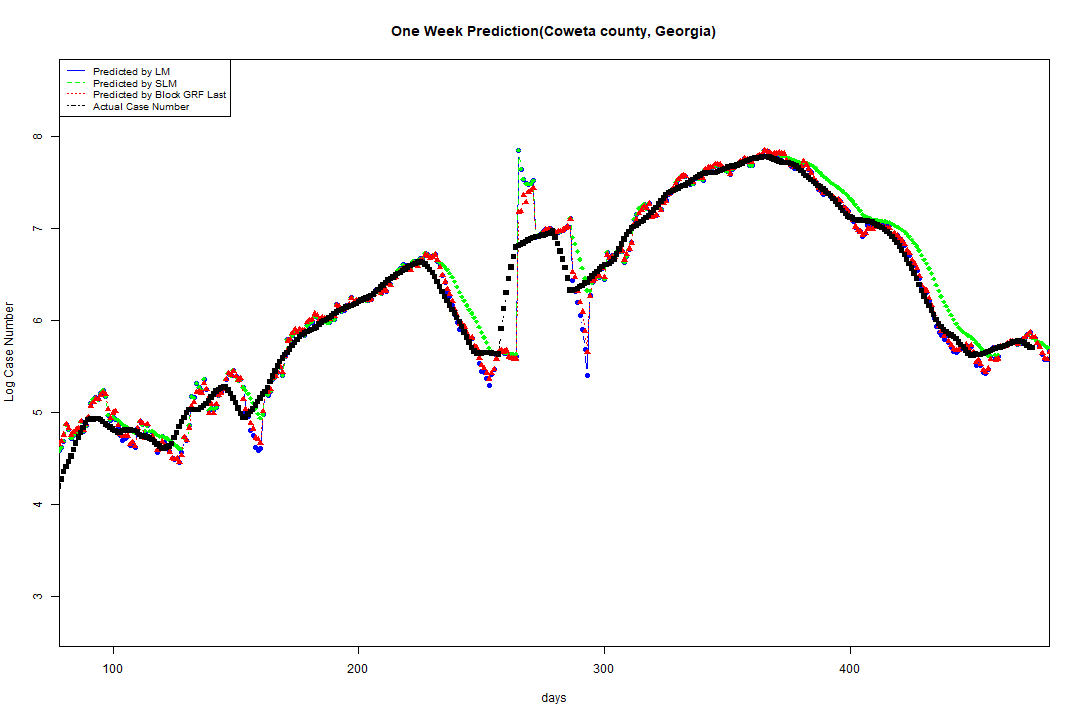 One Week Prediction(Coweta county, Georgia)
Predicted by LM
Predicted by SLM
Predicted by Block GRF Last
Actual Case Number
8
7
6
5
4
3
Log Case Number
100 200 300 400
days